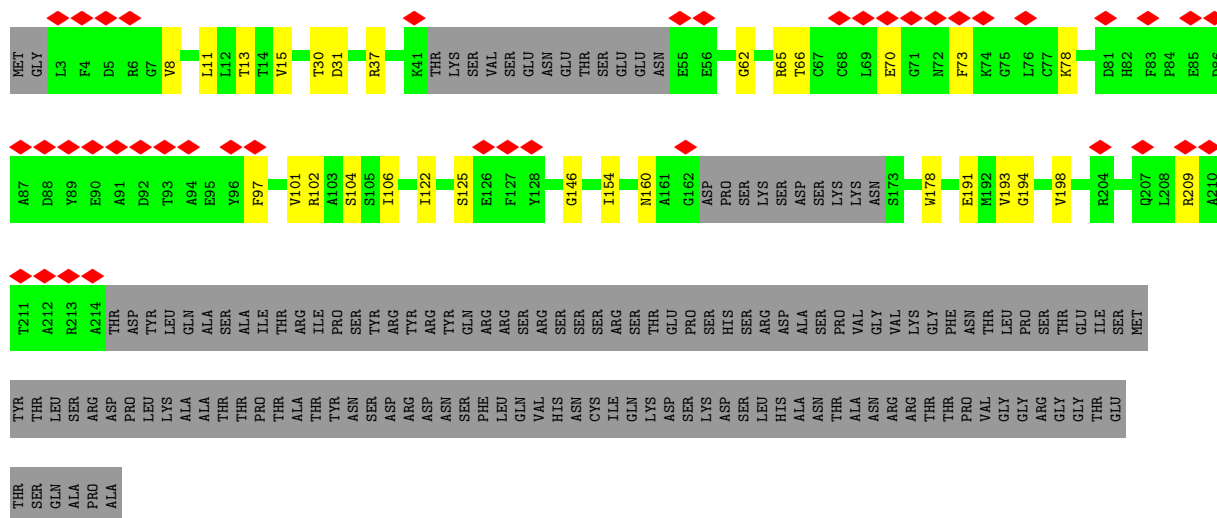 MET GLY L3 F4 D5 R6 G7 V8 L11 L12 T13 T14 V15 T30 D31 R37 K41 THR LYS SER VAL SER GLU ASN GLU THR SER GLU GLU ASN E55 E56 G62 R65 T66 C67 C68 L69 E70 G71 N72 F73 K74 G75 L76 C77 K78 D81 H82 F83 P84 E85 D86
A87 D88 Y89 E90 A91 D92 T93 A94 E95 Y96 F97 V101 R102 A103 S104 S105 I106 I122 S125 E126 F127 Y128 G146 I154 N160 A161 G162 ASP PRO SER LYS SER ASP SER LYS LYS ASN S173 W178 E191 M192 V193 G194 V198 R204 Q207 L208 R209 A210
T211 A212 R213 A214 THR ASP TYR LEU GLN ALA SER ALA ILE THR ARG ILE PRO SER TYR ARG TYR ARG TYR GLN ARG ARG SER ARG SER SER SER ARG SER THR GLU PRO SER HIS SER ARG ASP ALA SER PRO VAL GLY VAL LYS GLY PHE ASN THR LEU PRO SER THR GLU ILE SER MET
TYR THR LEU SER ARG ASP PRO LEU LYS ALA ALA THR THR PRO THR ALA THR TYR ASN SER ASP ARG ASP ASN SER PHE LEU GLN VAL HIS ASN CYS ILE GLN LYS ASP SER LYS ASP SER LEU HIS ALA ASN THR ALA ASN ARG ARG THR THR PRO VAL GLY GLY ARG GLY GLY THR GLU
THR SER GLN ALA PRO ALA